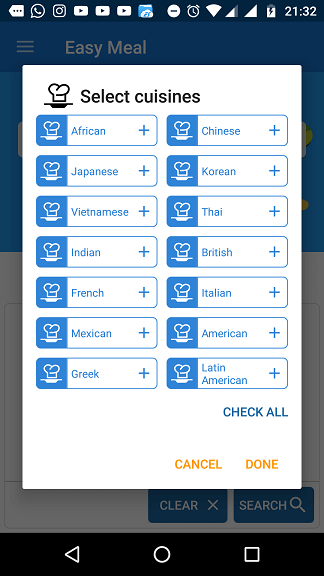 21:32
Easy Meal
Select cuisines
African + Chinese +
Japanese + Korean +
Vietnamese + Thai +
Indian + British +
French + Italian +
Mexican + American +
Greek + Latin
American +
CHECK ALL
CANCEL DONE
CLEAR × SEARCH